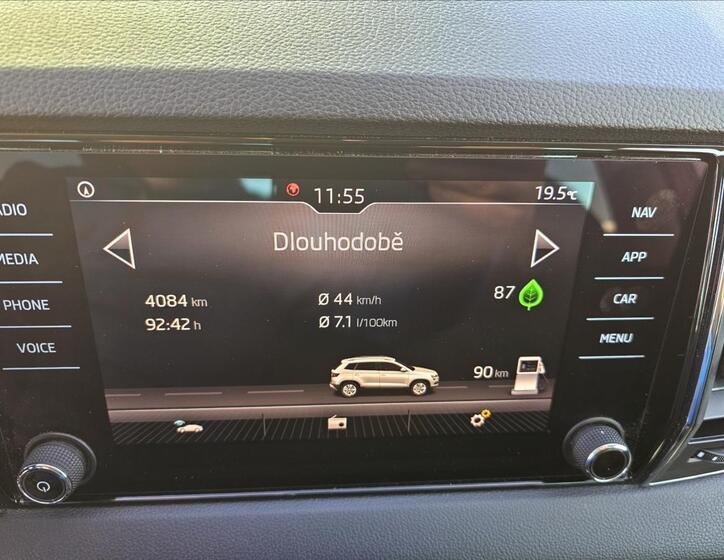 11:55
19.5°C
RADIO
MEDIA
PHONE
VOICE
Dlouhodobě
4084 km
92:42 h
Ø 44 km/h
Ø 7.1 l/100km
87
90 km
NAV
APP
CAR
MENU